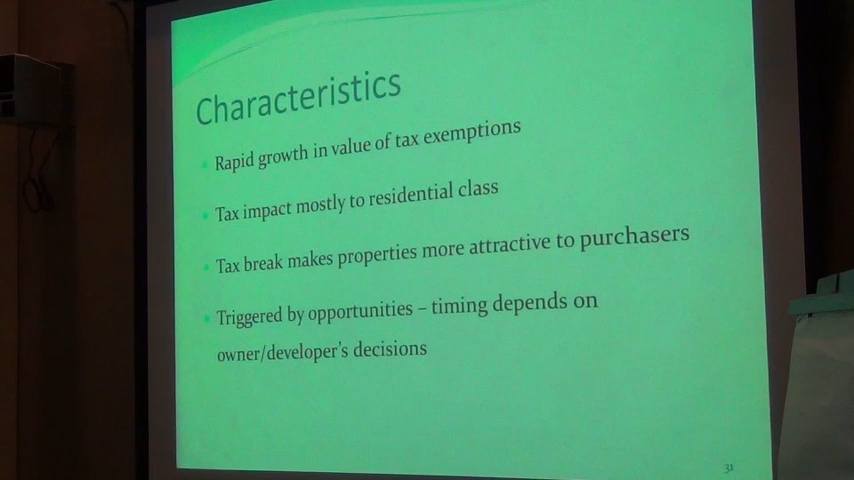 Characteristics
Rapid growth in value of tax exemptions
Tax impact mostly to residential class
Tax break makes properties more attractive to purchasers
Triggered by opportunities – timing depends on
owner/developer's decisions
31